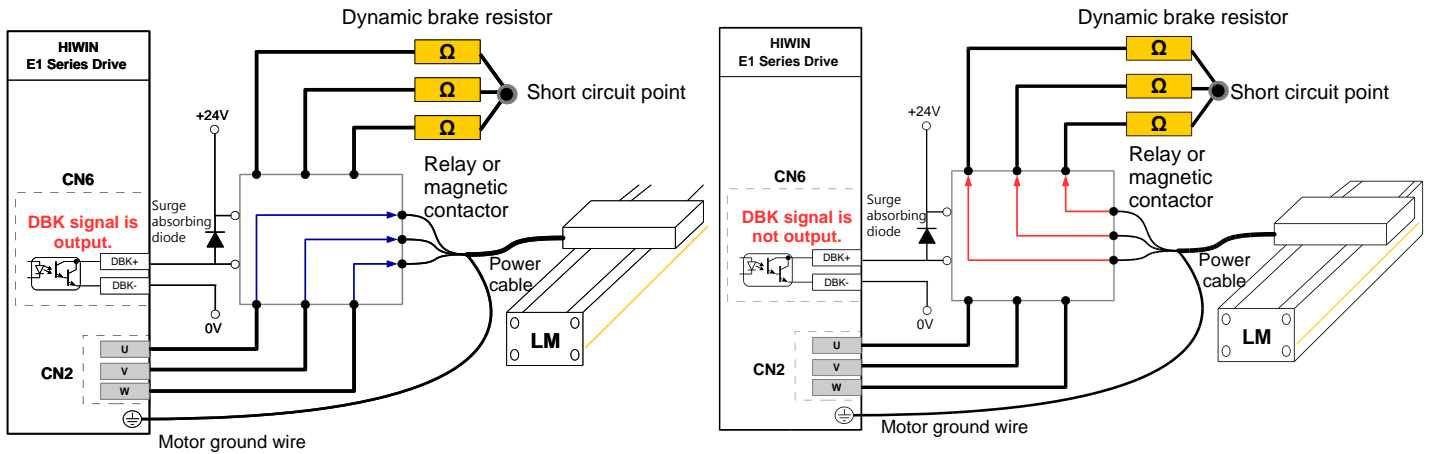 Dynamic brake resistor
HIWIN
E1 Series Drive
Ω
Ω
Ω
Short circuit point
+24V
Relay or
magnetic
contactor
CN6
DBK signal is
output.
Surge
absorbing
diode
DBK+
DBK-
0V
Power
cable
LM
CN2
U
V
W
Motor ground wire
Dynamic brake resistor
HIWIN
E1 Series Drive
Ω
Ω
Ω
Short circuit point
+24V
Relay or
magnetic
contactor
CN6
DBK signal is
not output.
Surge
absorbing
diode
DBK+
DBK-
0V
Power
cable
LM
CN2
U
V
W
Motor ground wire